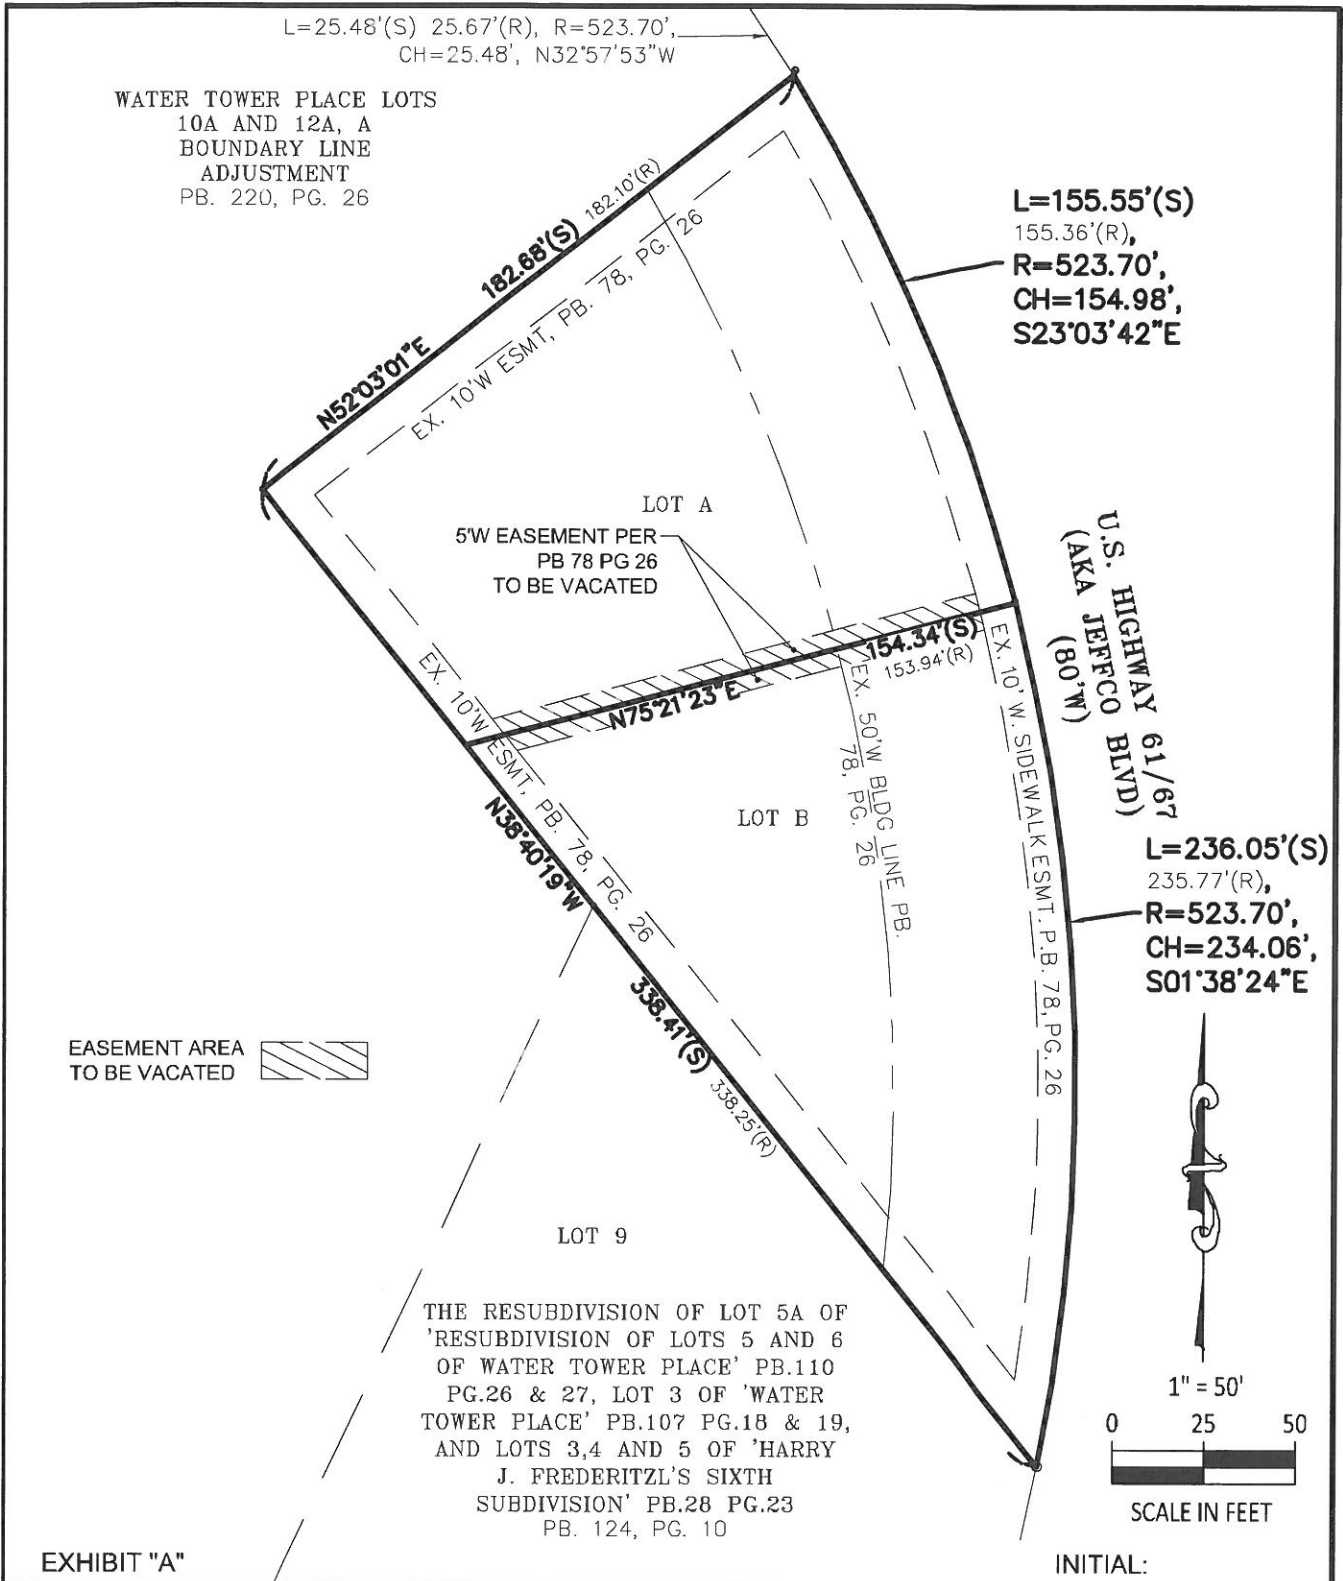 L=25.48'(S) 25.67'(R), R=523.70',
CH=25.48', N32°57'53"W
WATER TOWER PLACE LOTS
10A AND 12A, A
BOUNDARY LINE
ADJUSTMENT
PB. 220, PG. 26
N52°03'01"E
182.68'(S)
182.10'(R)
EX. 10'W ESMT, PB. 78, PG. 26
L=155.55'(S)
155.36'(R),
R=523.70',
CH=154.98',
S23°03'42"E
LOT A
5'W EASEMENT PER
PB 78 PG 26
TO BE VACATED
U.S. HIGHWAY 61/67
(AKA JEFFCO BLVD)
(80'W)
N75°21'23"E
154.34'(S)
153.94'(R)
EX. 10'W ESMT, PB. 78, PG. 26
EX. 50'W BLDG LINE PB.
78, PG. 26
EX. 10' W. SIDEWALK ESMT. P.B. 78, PG. 26
LOT B
N38°40'19"W
338.41'(S)
338.25'(R)
L=236.05'(S)
235.77'(R),
R=523.70',
CH=234.06',
S01°38'24"E
EASEMENT AREA
TO BE VACATED
LOT 9
THE RESUBDIVISION OF LOT 5A OF
'RESUBDIVISION OF LOTS 5 AND 6
OF WATER TOWER PLACE' PB.110
PG.26 & 27, LOT 3 OF 'WATER
TOWER PLACE' PB.107 PG.18 & 19,
AND LOTS 3,4 AND 5 OF 'HARRY
J. FREDERITZL'S SIXTH
SUBDIVISION' PB.28 PG.23
PB. 124, PG. 10
1" = 50'
0 25 50
SCALE IN FEET
EXHIBIT "A"
INITIAL: